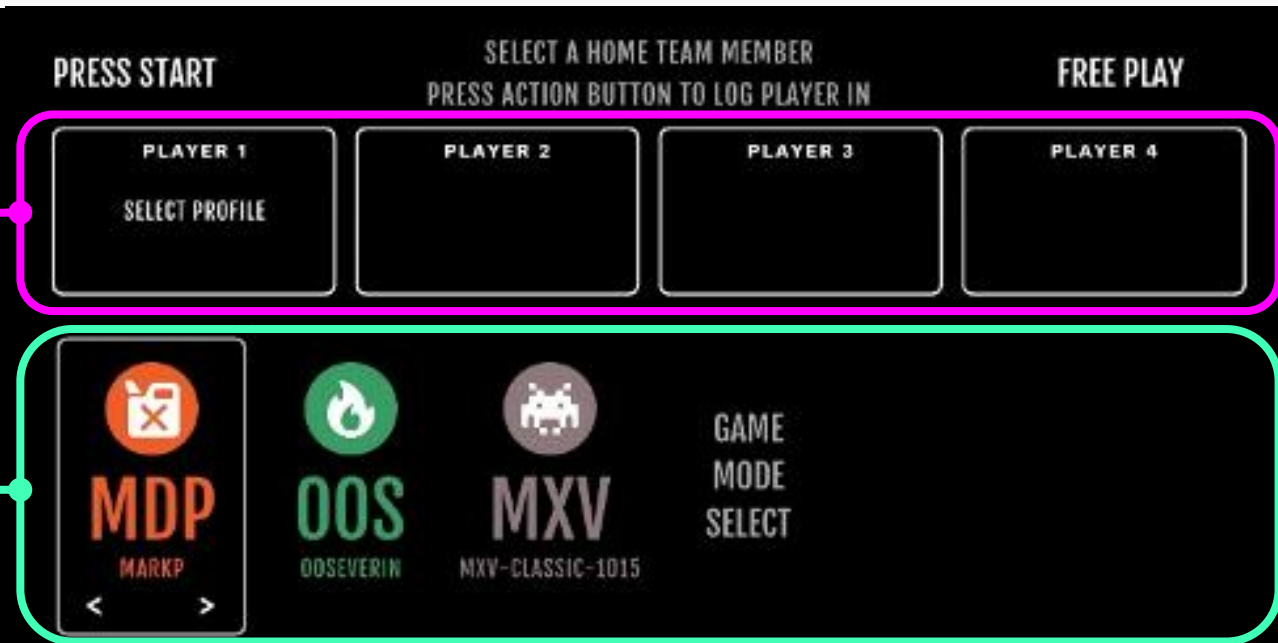 PRESS START
SELECT A HOME TEAM MEMBER
PRESS ACTION BUTTON TO LOG PLAYER IN
FREE PLAY
PLAYER 1
SELECT PROFILE
PLAYER 2
PLAYER 3
PLAYER 4
MDP
MARKP
< >
OOS
OOSEVERIN
MXV
MXV-CLASSIC-1015
GAME
MODE
SELECT